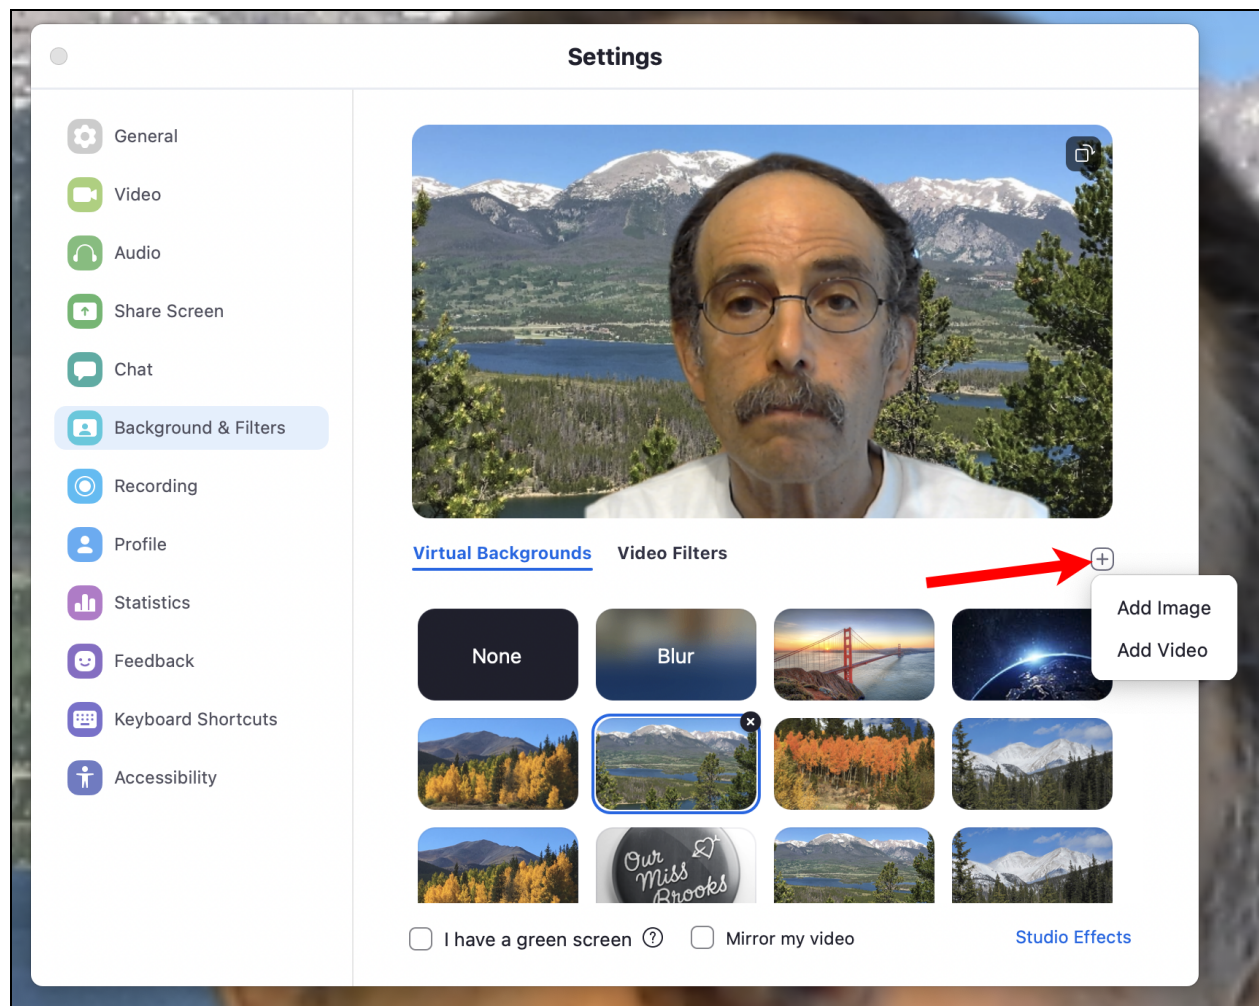 Settings
General
Video
Audio
Share Screen
Chat
Background & Filters
Recording
Profile
Statistics
Feedback
Keyboard Shortcuts
Accessibility
Virtual Backgrounds
Video Filters
Add Image
Add Video
None
Blur
Our
Miss
Brooks
I have a green screen ?
Mirror my video
Studio Effects